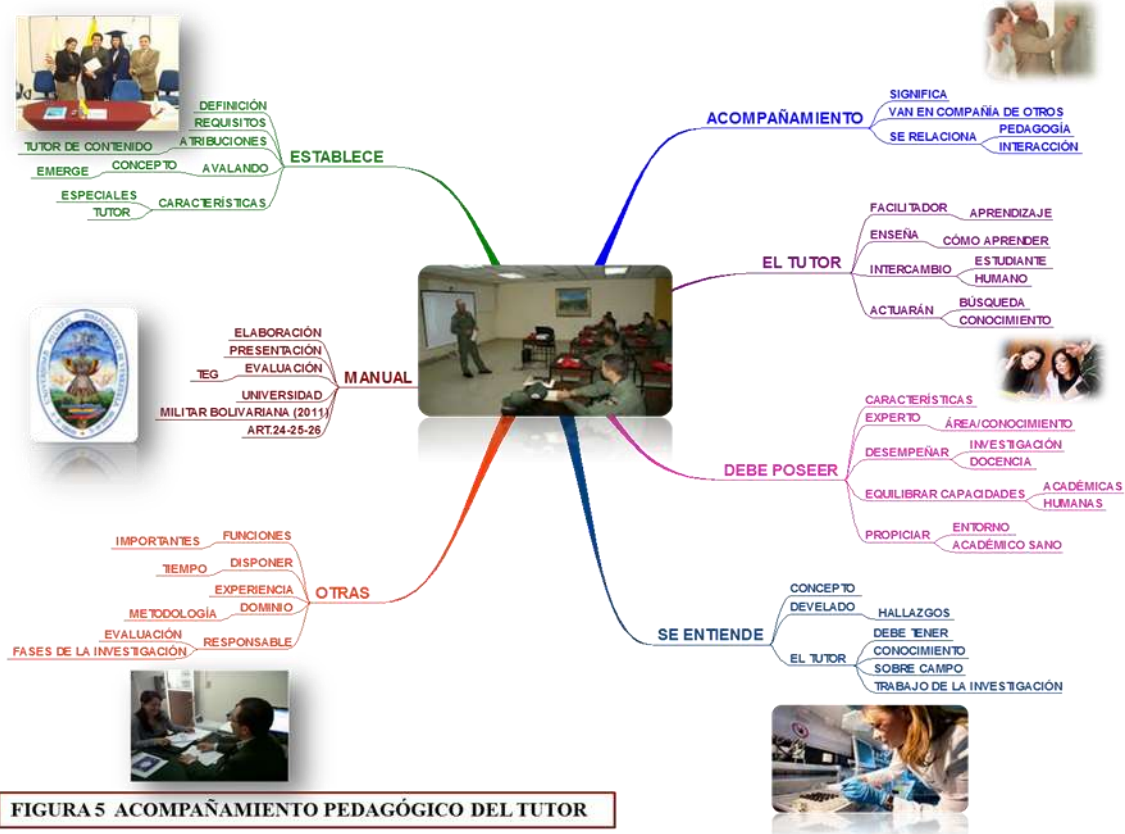 ACOMPAÑAMIENTO
SIGNIFICA
VAN EN COMPAÑÍA DE OTROS
SE RELACIONA
PEDAGOGÍA
INTERACCIÓN
EL TUTOR
FACILITADOR
APRENDIZAJE
ENSEÑA
CÓMO APRENDER
INTERCAMBIO
ESTUDIANTE
HUMANO
ACTUARÁN
BÚSQUEDA
CONOCIMIENTO
DEBE POSEER
CARACTERÍSTICAS
EXPERTO
ÁREA/CONOCIMIENTO
DESEMPEÑAR
INVESTIGACIÓN
DOCENCIA
EQUILIBRAR CAPACIDADES
ACADÉMICAS
HUMANAS
PROPICIAR
ENTORNO
ACADÉMICO SANO
SE ENTIENDE
CONCEPTO
DEVELADO
HALLAZGOS
EL TUTOR
DEBE TENER
CONOCIMIENTO
SOBRE CAMPO
TRABAJO DE LA INVESTIGACIÓN
ESTABLECE
DEFINICIÓN
REQUISITOS
ATRIBUCIONES
TUTOR DE CONTENIDO
AVALANDO
CONCEPTO
EMERGE
CARACTERÍSTICAS
ESPECIALES
TUTOR
MANUAL
ELABORACIÓN
PRESENTACIÓN
EVALUACIÓN
TEG
UNIVERSIDAD
MILITAR BOLIVARIANA (2011)
ART.24-25-26
OTRAS
FUNCIONES
IMPORTANTES
DISPONER
TIEMPO
EXPERIENCIA
DOMINIO
METODOLOGÍA
RESPONSABLE
EVALUACIÓN
FASES DE LA INVESTIGACIÓN
FIGURA 5 ACOMPAÑAMIENTO PEDAGÓGICO DEL TUTOR